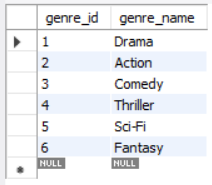 genre_id genre_name
1 Drama
2 Action
3 Comedy
4 Thriller
5 Sci-Fi
6 Fantasy
NULL NULL